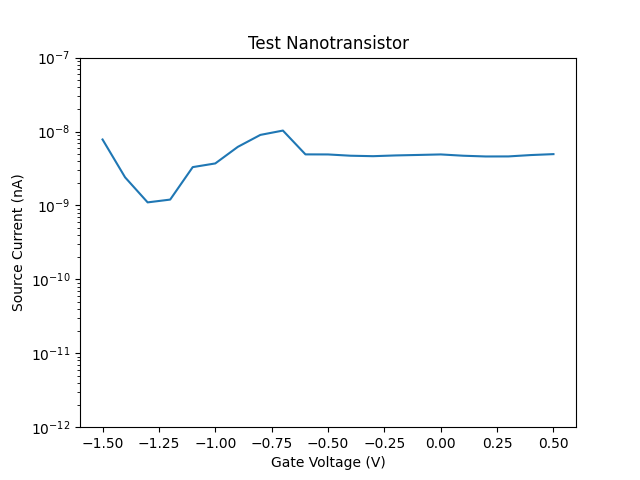 Test Nanotransistor
10⁻⁷
10⁻⁸
10⁻⁹
10⁻¹⁰
10⁻¹¹
10⁻¹²
Source Current (nA)
−1.50 −1.25 −1.00 −0.75 −0.50 −0.25 0.00 0.25 0.50
Gate Voltage (V)